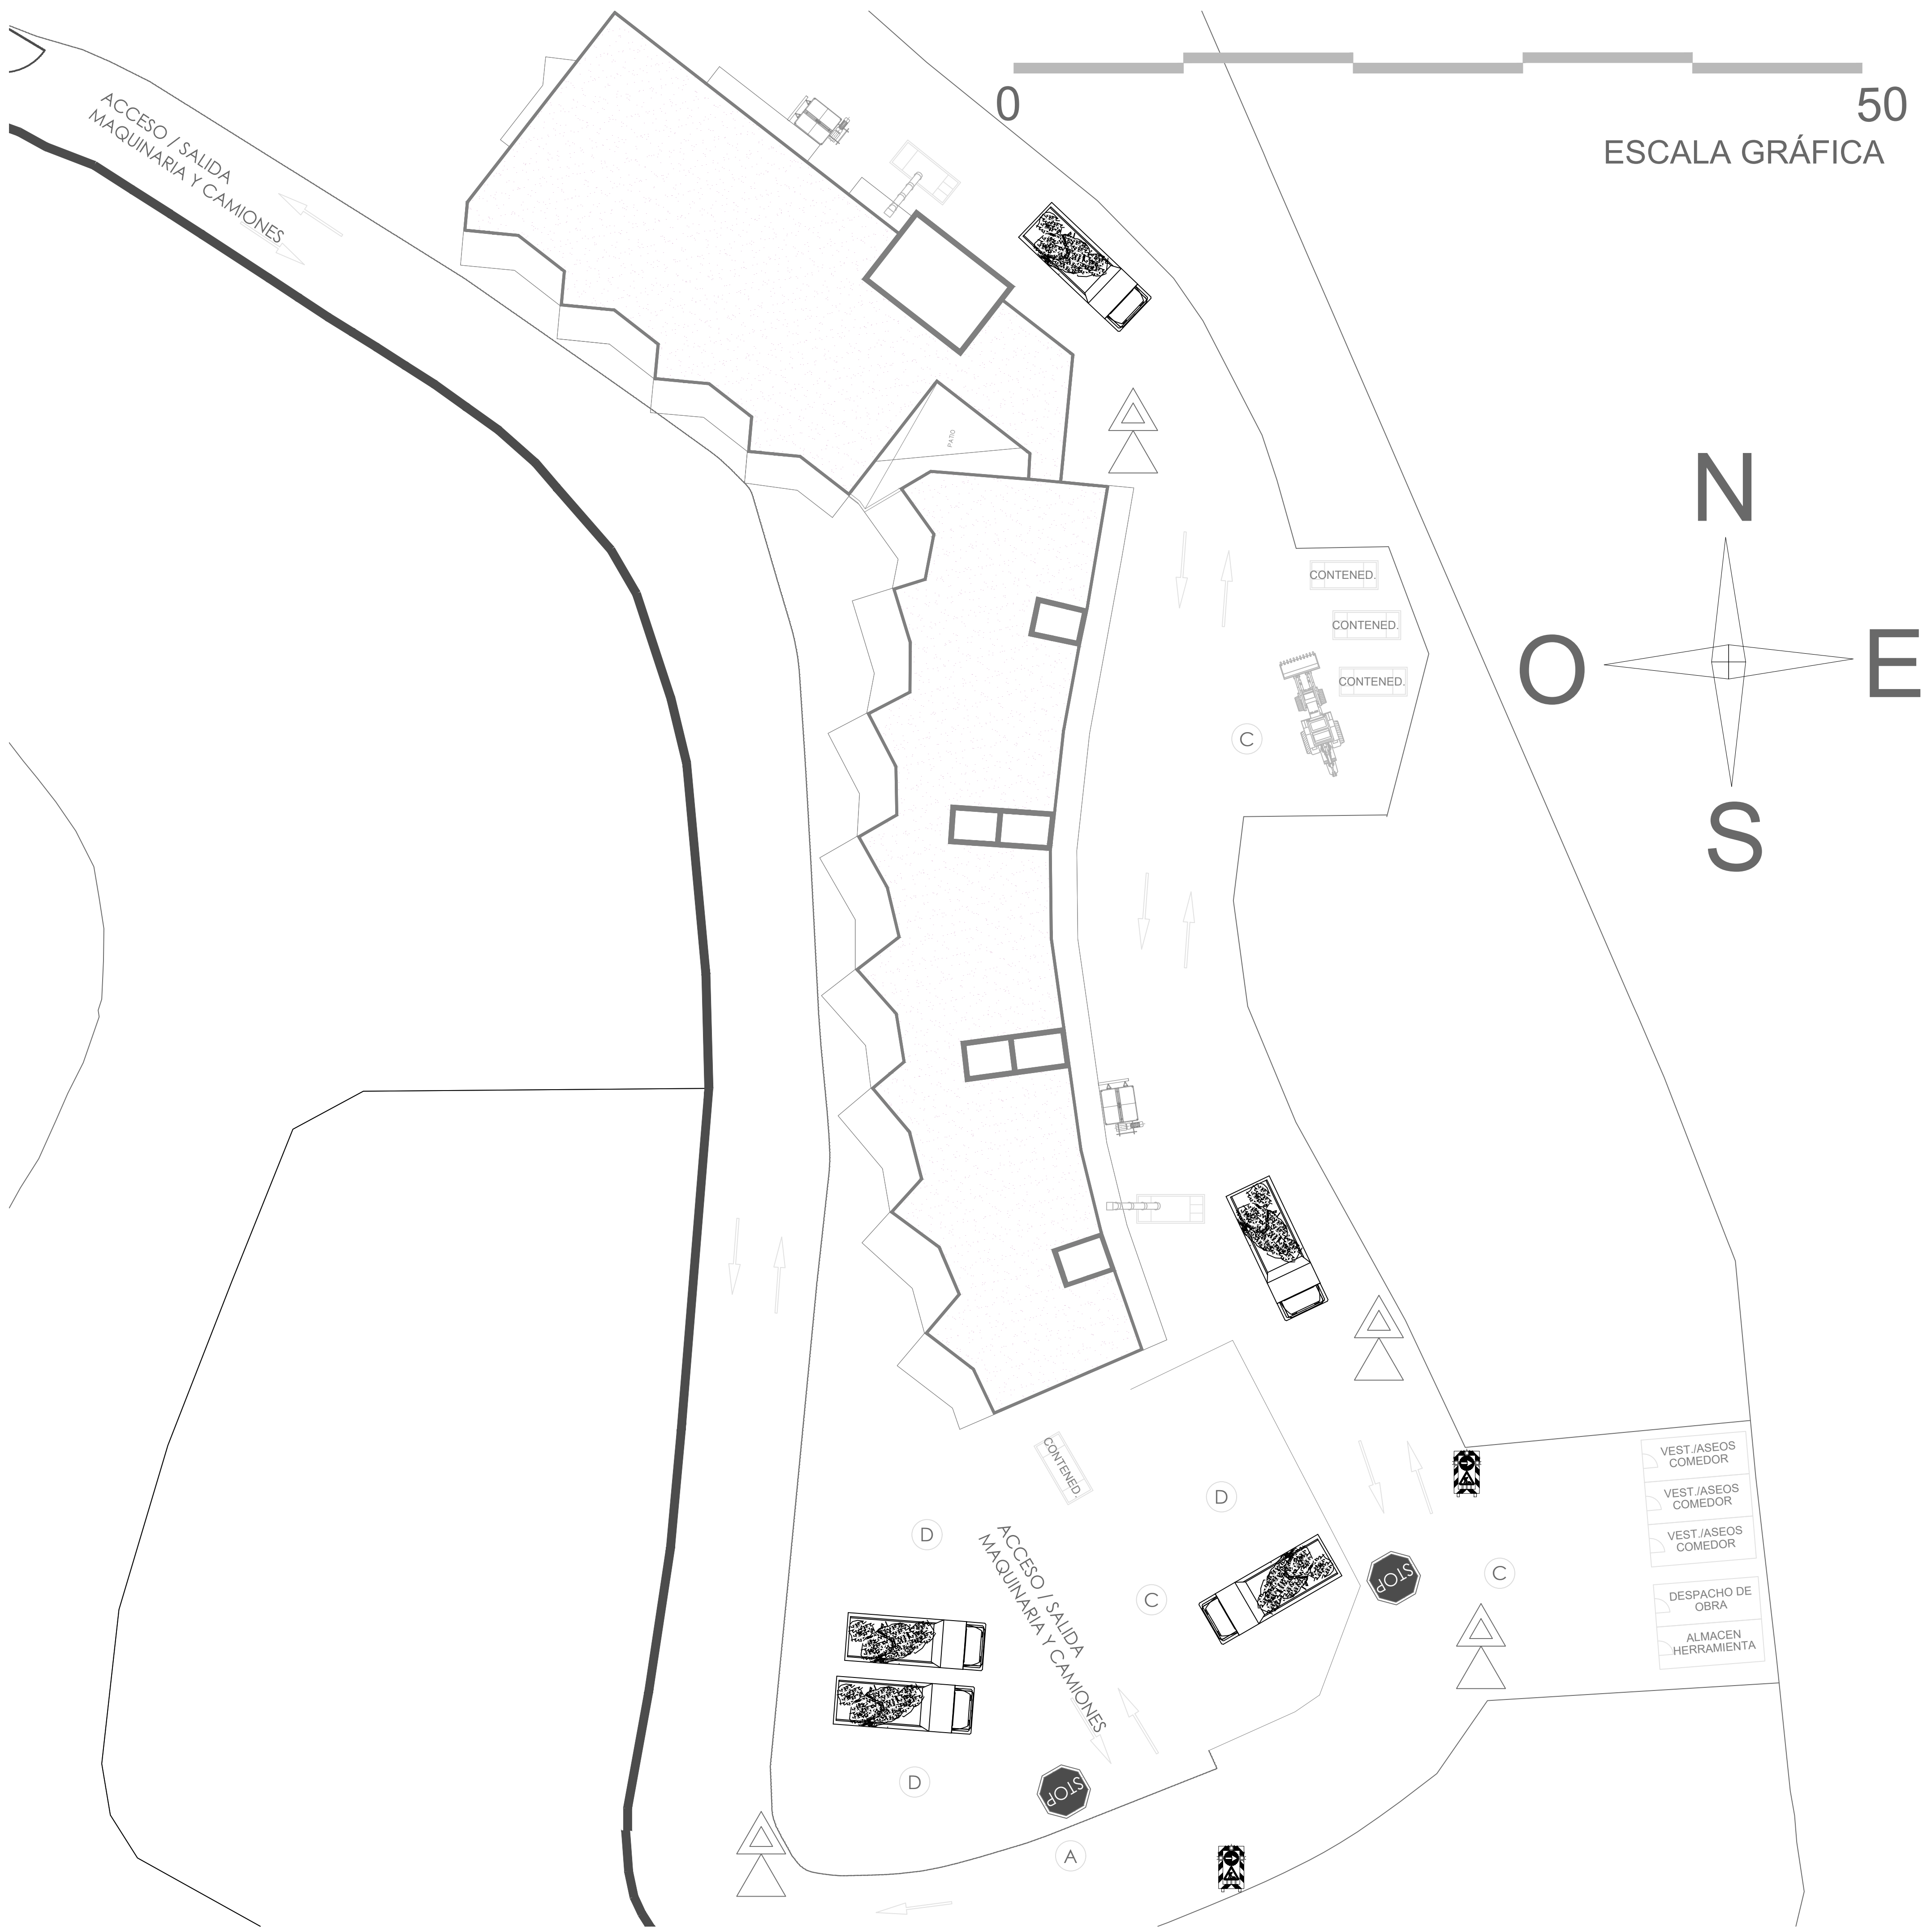 0
50
ESCALA GRÁFICA
ACCESO / SALIDA
MAQUINARIA Y CAMIONES
PATIO
N
O
E
S
CONTENED.
CONTENED.
CONTENED.
C
CONTENED.
D
D
ACCESO / SALIDA
MAQUINARIA Y CAMIONES
C
STOP
C
VEST./ASEOS
COMEDOR
VEST./ASEOS
COMEDOR
VEST./ASEOS
COMEDOR
DESPACHO DE
OBRA
ALMACEN
HERRAMIENTA
D
STOP
A